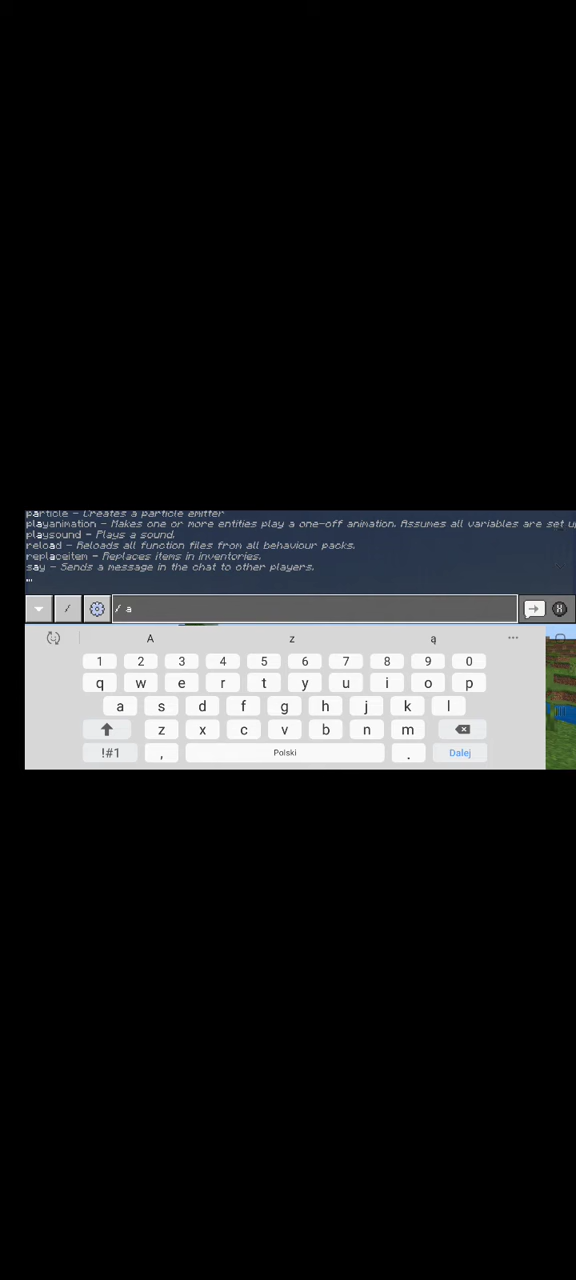 particle - Creates a particle emitter
playanimation - Makes one or more entities play a one-off animation. Assumes all variables are set up
playsound - Plays a sound.
reload - Reloads all function files from all behaviour packs.
replaceitem - Replaces items in inventories.
say - Sends a message in the chat to other players.
...
/ / a
A z ą ...
1 2 3 4 5 6 7 8 9 0
q w e r t y u i o p
a s d f g h j k l
z x c v b n m
!#1 , Polski . Dalej